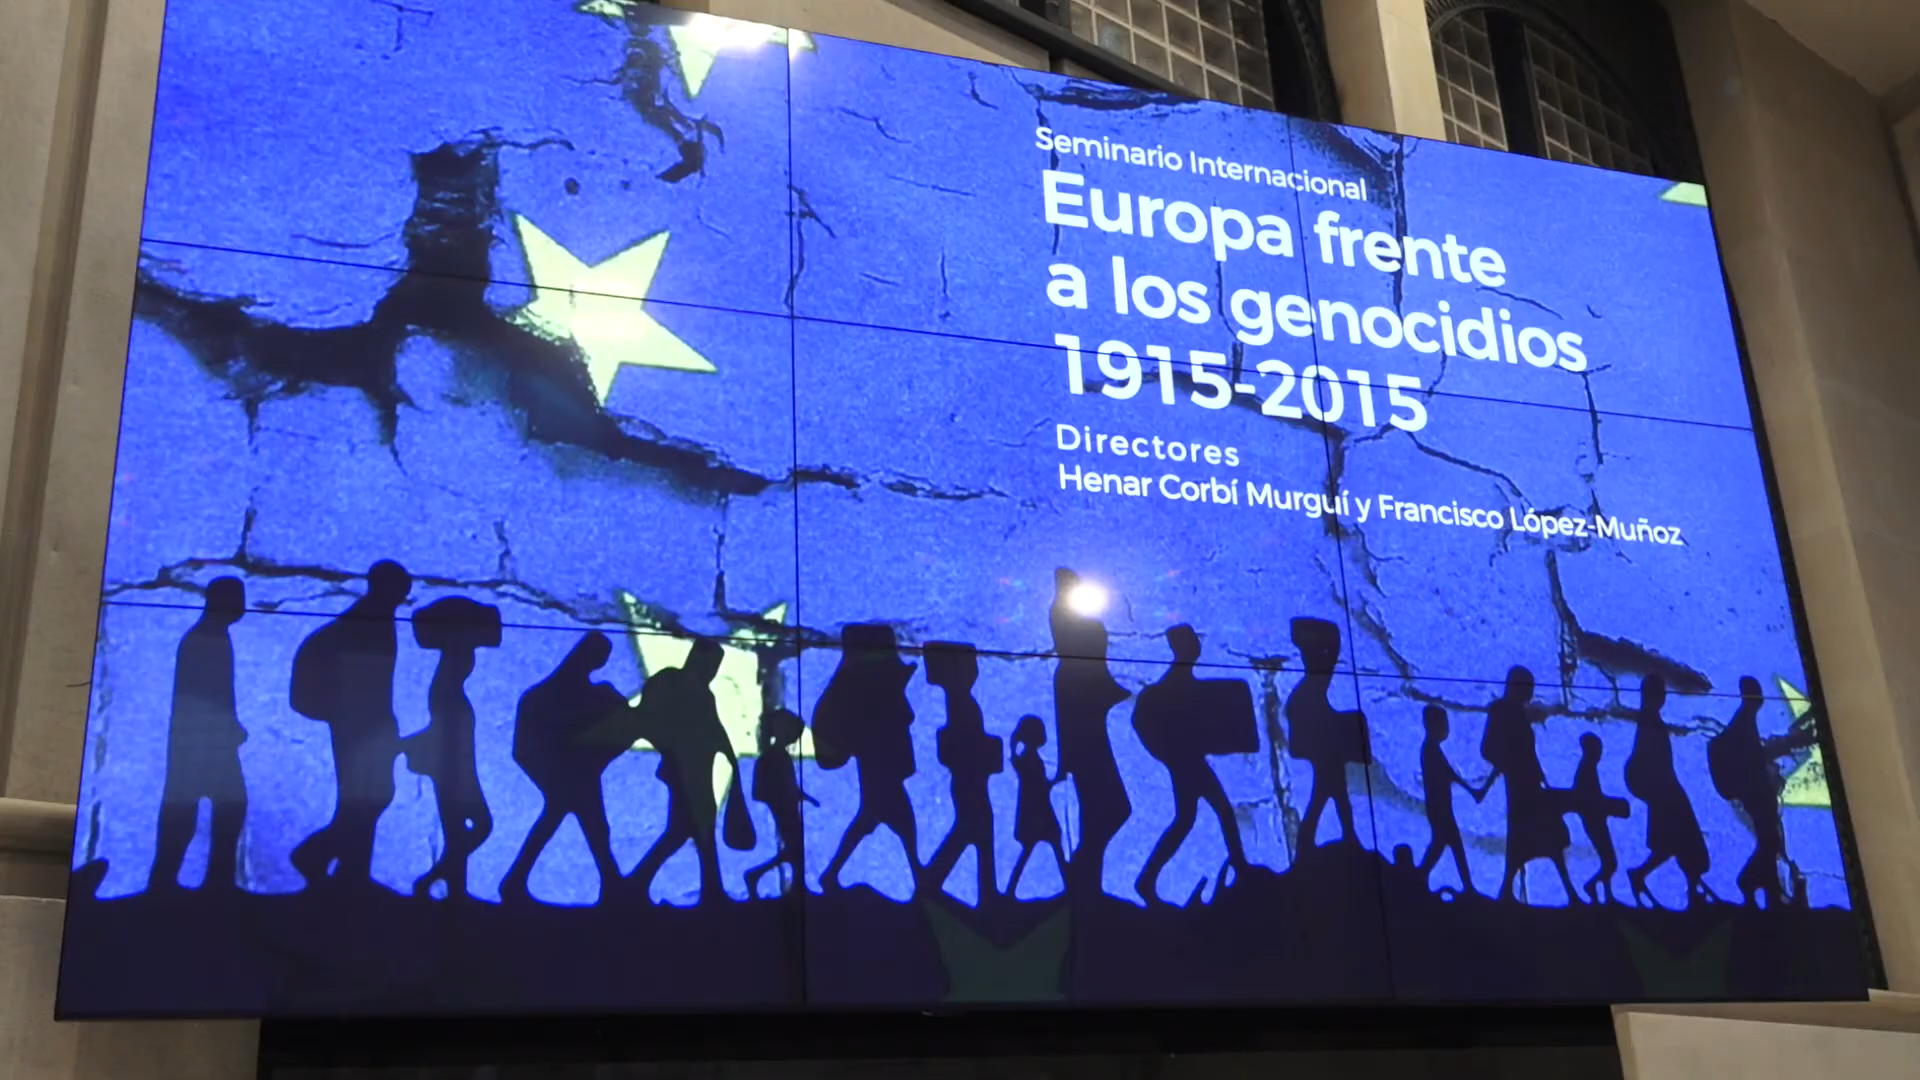 Seminario Internacional
Europa frente
a los genocidios
1915-2015
Directores
Henar Corbí Murguí y Francisco López-Muñoz